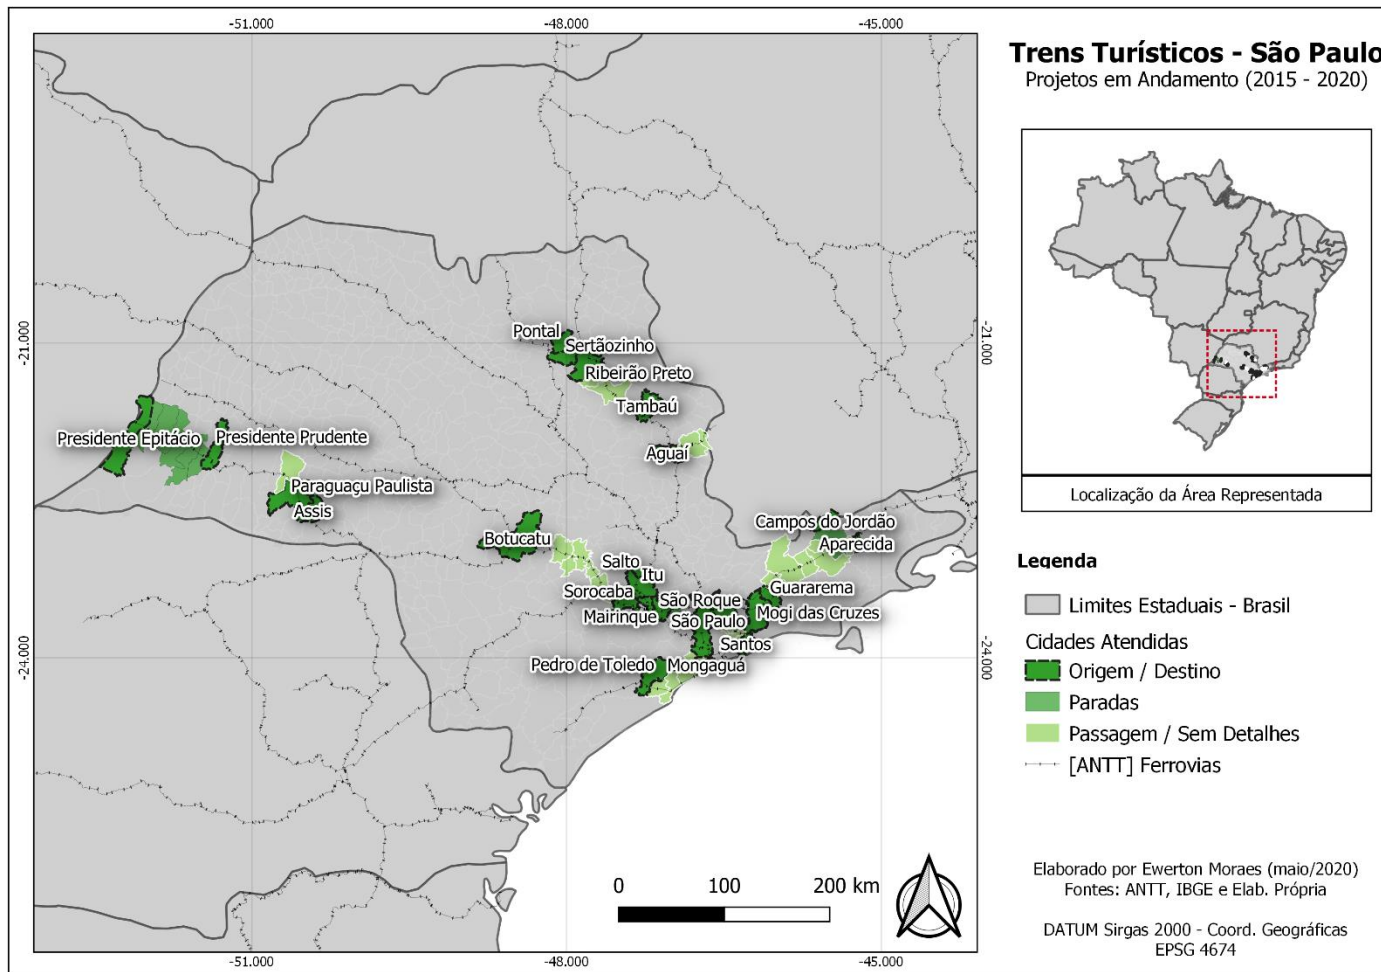 -51.000
-48.000
-45.000
Trens Turísticos - São Paulo
Projetos em Andamento (2015 - 2020)
-21.000
-21.000
Pontal
Sertãozinho
Ribeirão Preto
Tambaú
Aguaí
Presidente Epitácio
Presidente Prudente
Paraguaçu Paulista
Assis
Botucatu
Campos do Jordão
Aparecida
Salto
Itu
Sorocaba
Guararema
São Roque
Mairinque
Mogi das Cruzes
São Paulo
Santos
Pedro de Toledo
Mongaguá
-24.000
-24.000
Localização da Área Representada
Legenda
Limites Estaduais - Brasil
Cidades Atendidas
Origem / Destino
Paradas
Passagem / Sem Detalhes
[ANTT] Ferrovias
0 100 200 km
Elaborado por Ewerton Moraes (maio/2020)
Fontes: ANTT, IBGE e Elab. Própria
DATUM Sirgas 2000 - Coord. Geográficas
EPSG 4674
-51.000
-48.000
-45.000